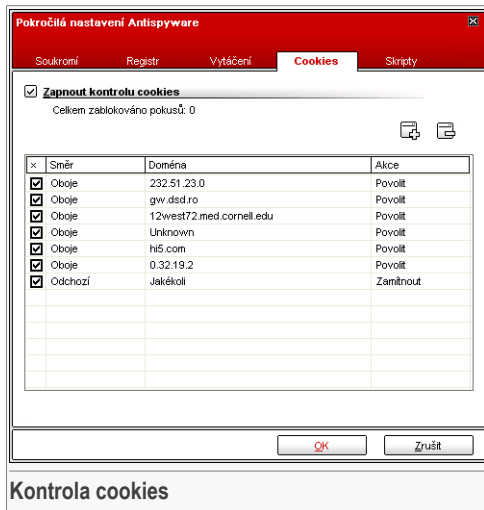 Pokročilá nastavení Antispyware
Soukromí Registr Vytáčení Cookies Skripty
Zapnout kontrolu cookies
Celkem zablokováno pokusů: 0
× Směr Doména Akce
Oboje 232.51.23.0 Povolit
Oboje gw.dsd.ro Povolit
Oboje 12west72.med.cornell.edu Povolit
Oboje Unknown Povolit
Oboje hi5.com Povolit
Oboje 0.32.19.2 Povolit
Odchozí Jakékoli Zamítnout
OK Zrušit
Kontrola cookies